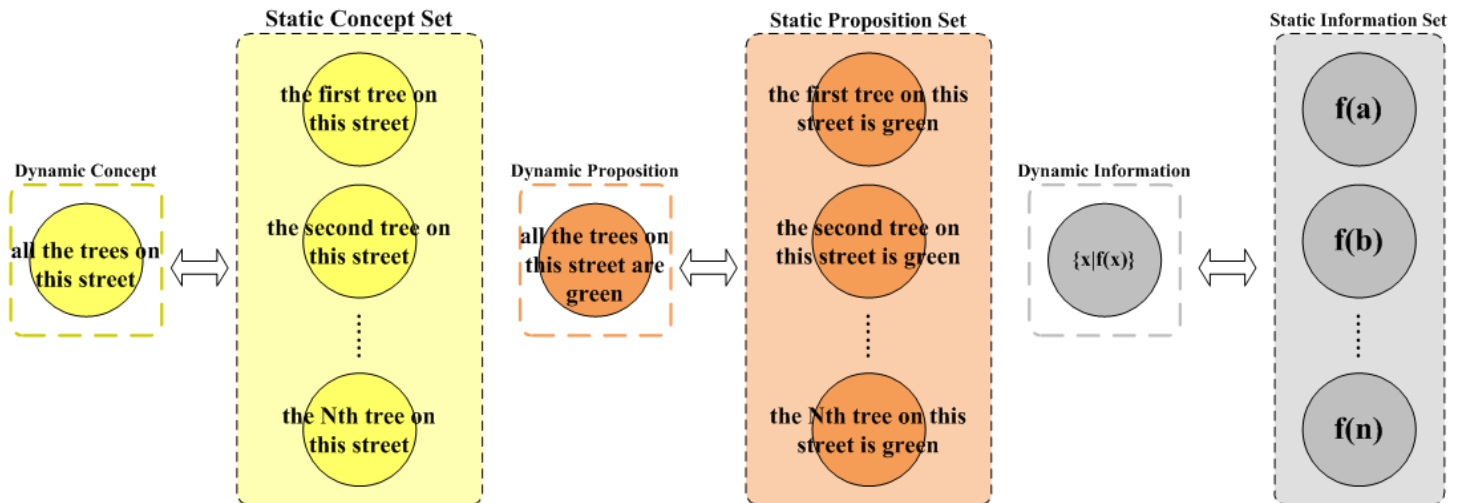 Static Concept Set
the first tree on
this street
Dynamic Concept
all the trees on
this street
the second tree on
this street
the Nth tree on
this street
Static Proposition Set
the first tree on this
street is green
Dynamic Proposition
all the trees on
this street are
green
the second tree on
this street is green
the Nth tree on this
street is green
Static Information Set
f(a)
Dynamic Information
{x|f(x)}
f(b)
f(n)